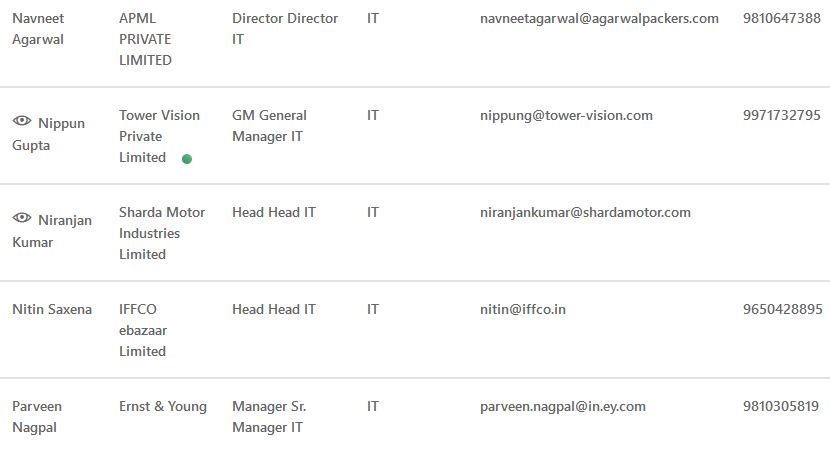 Navneet Agarwal APML PRIVATE LIMITED Director Director IT IT navneetagarwal@agarwalpackers.com 9810647388
Nippun Gupta Tower Vision Private Limited GM General Manager IT IT nippung@tower-vision.com 9971732795
Niranjan Kumar Sharda Motor Industries Limited Head Head IT IT niranjankumar@shardamotor.com
Nitin Saxena IFFCO ebazaar Limited Head Head IT IT nitin@iffco.in 9650428895
Parveen Nagpal Ernst & Young Manager Sr. Manager IT IT parveen.nagpal@in.ey.com 9810305819